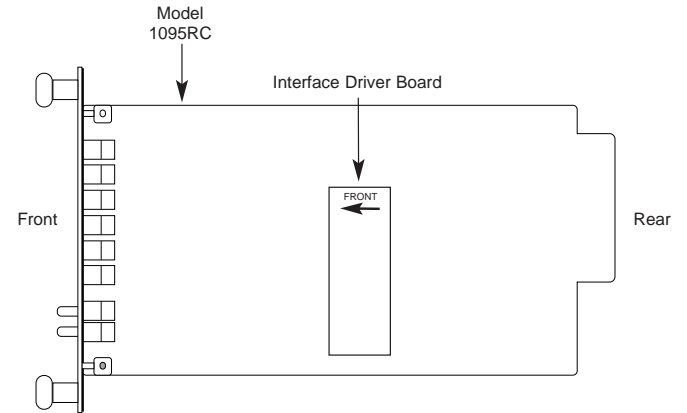 Model
1095RC
Interface Driver Board
FRONT
Front
Rear